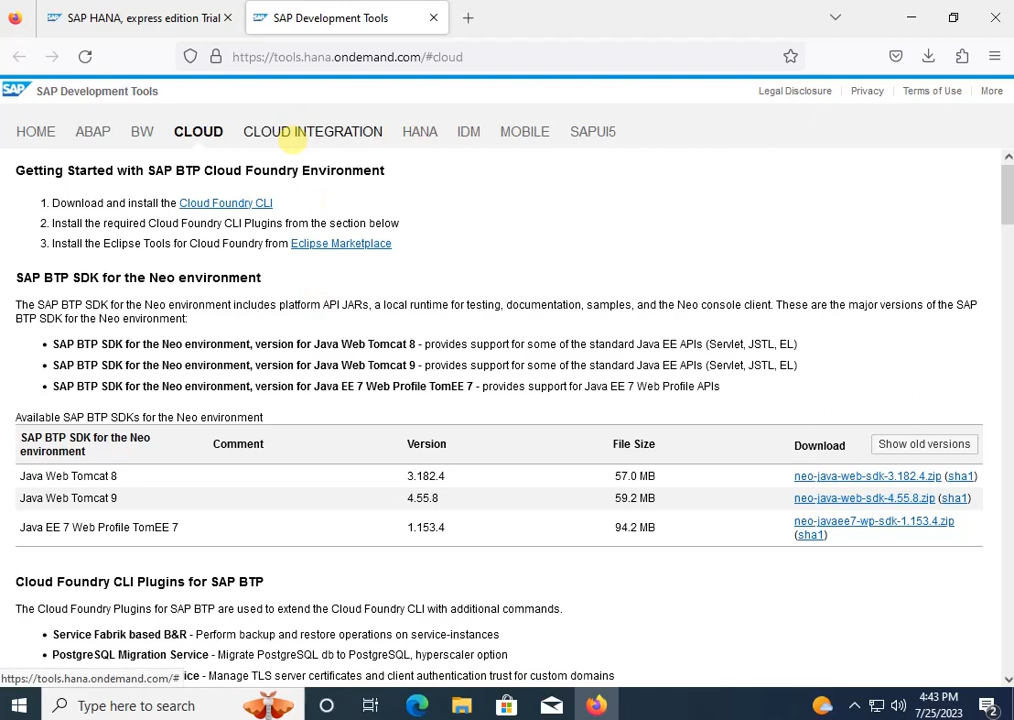 SAP HANA, express edition Trial
SAP Development Tools
https://tools.hana.ondemand.com/#cloud
SAP SAP Development Tools
Legal Disclosure Privacy Terms of Use More
HOME ABAP BW CLOUD CLOUD INTEGRATION HANA IDM MOBILE SAPUI5
Getting Started with SAP BTP Cloud Foundry Environment
1. Download and install the Cloud Foundry CLI
2. Install the required Cloud Foundry CLI Plugins from the section below
3. Install the Eclipse Tools for Cloud Foundry from Eclipse Marketplace
SAP BTP SDK for the Neo environment
The SAP BTP SDK for the Neo environment includes platform API JARs, a local runtime for testing, documentation, samples, and the Neo console client. These are the major versions of the SAP
BTP SDK for the Neo environment:
• SAP BTP SDK for the Neo environment, version for Java Web Tomcat 8 - provides support for some of the standard Java EE APIs (Servlet, JSTL, EL)
• SAP BTP SDK for the Neo environment, version for Java Web Tomcat 9 - provides support for some of the standard Java EE APIs (Servlet, JSTL, EL)
• SAP BTP SDK for the Neo environment, version for Java EE 7 Web Profile TomEE 7 - provides support for Java EE 7 Web Profile APIs
Available SAP BTP SDKs for the Neo environment
SAP BTP SDK for the Neo
environment
Comment Version File Size Download Show old versions
Java Web Tomcat 8 3.182.4 57.0 MB neo-java-web-sdk-3.182.4.zip (sha1)
Java Web Tomcat 9 4.55.8 59.2 MB neo-java-web-sdk-4.55.8.zip (sha1)
Java EE 7 Web Profile TomEE 7 1.153.4 94.2 MB neo-javaee7-wp-sdk-1.153.4.zip
(sha1)
Cloud Foundry CLI Plugins for SAP BTP
The Cloud Foundry Plugins for SAP BTP are used to extend the Cloud Foundry CLI with additional commands.
• Service Fabrik based B&R - Perform backup and restore operations on service-instances
• PostgreSQL Migration Service - Migrate PostgreSQL db to PostgreSQL, hyperscaler option
https://tools.hana.ondemand.com/# ice - Manage TLS server certificates and client authentication trust for custom domains
Type here to search
4:43 PM
7/25/2023
2